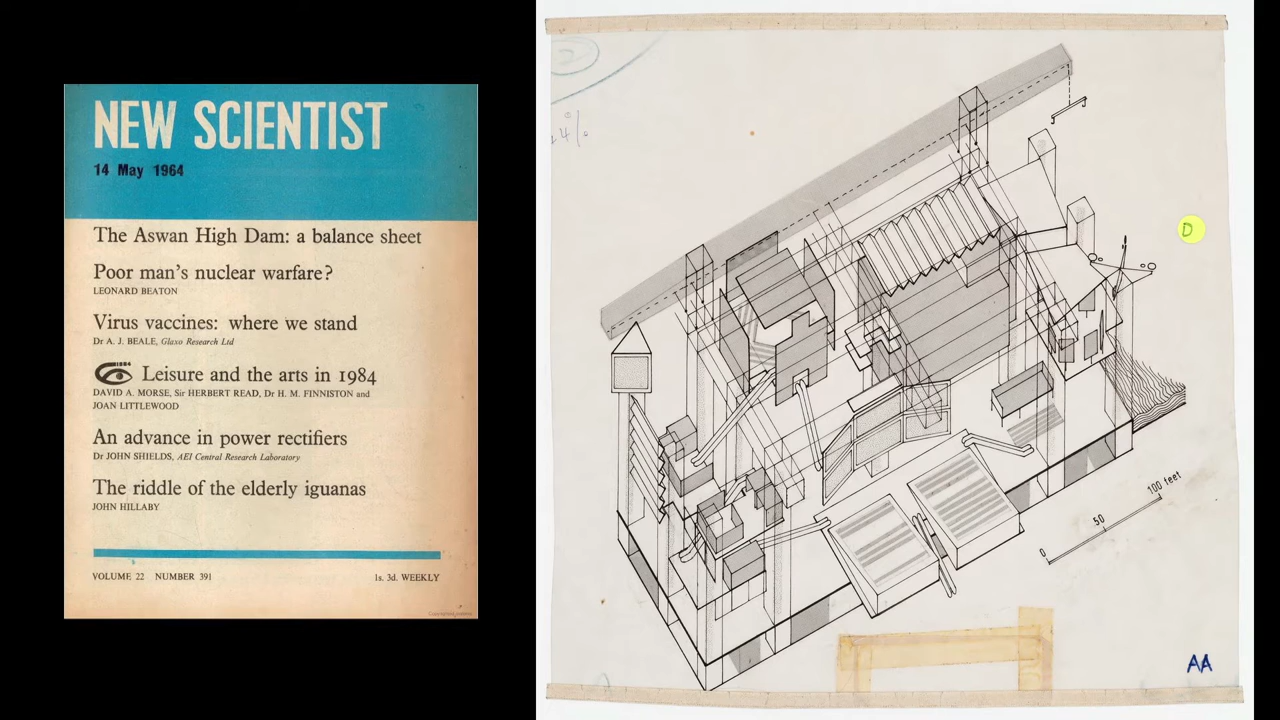 NEW SCIENTIST
14 May 1964
The Aswan High Dam: a balance sheet
Poor man's nuclear warfare?
LEONARD BEATON
Virus vaccines: where we stand
Dr A. J. BEALE, Glaxo Research Ltd
1984
Leisure and the arts in 1984
DAVID A. MORSE, Sir HERBERT READ, Dr H. M. FINNISTON and
JOAN LITTLEWOOD
An advance in power rectifiers
Dr JOHN SHIELDS, AEI Central Research Laboratory
The riddle of the elderly iguanas
JOHN HILLABY
VOLUME 22 NUMBER 391
1s. 3d. WEEKLY
2
D
0
50
100 feet
AA